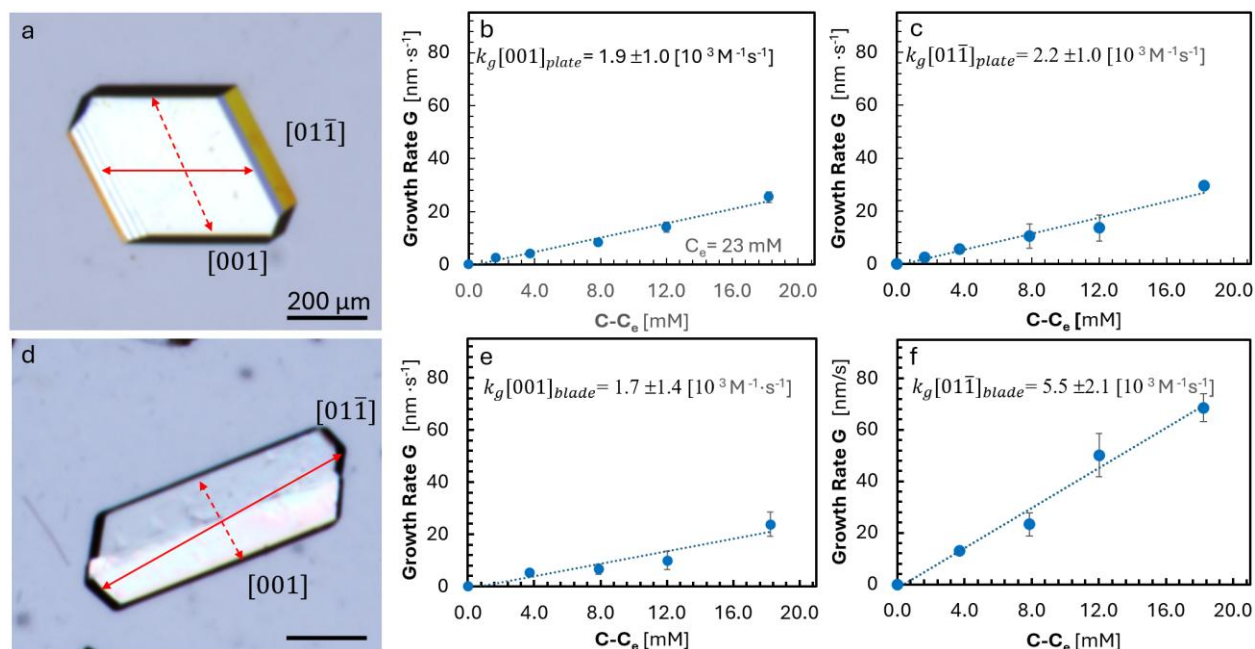 a
[011̅]
[001]
200 µm
b
k_g[001]_plate = 1.9 ±1.0 [10 ³ M ⁻¹s⁻¹]
Growth Rate G [nm ·s⁻¹]
80
60
40
20
0
C_e= 23 mM
0.0 4.0 8.0 12.0 16.0 20.0
C-C_e [mM]
c
k_g[011̅]_plate = 2.2 ±1.0 [10 ³ M ⁻¹s⁻¹]
Growth Rate G [nm ·s⁻¹]
80
60
40
20
0
0.0 4.0 8.0 12.0 16.0 20.0
C-C_e [mM]
d
[011̅]
[001]
e
k_g[001]_blade = 1.7 ±1.4 [10 ³ M⁻¹·s⁻¹]
Growth Rate G [nm ·s⁻¹]
80
60
40
20
0
0.0 4.0 8.0 12.0 16.0 20.0
C-C_e [mM]
f
k_g[011̅]_blade = 5.5 ±2.1 [10 ³ M⁻¹s⁻¹]
Growth Rate G [nm/s]
80
60
40
20
0
0.0 4.0 8.0 12.0 16.0 20.0
C-C_e [mM]